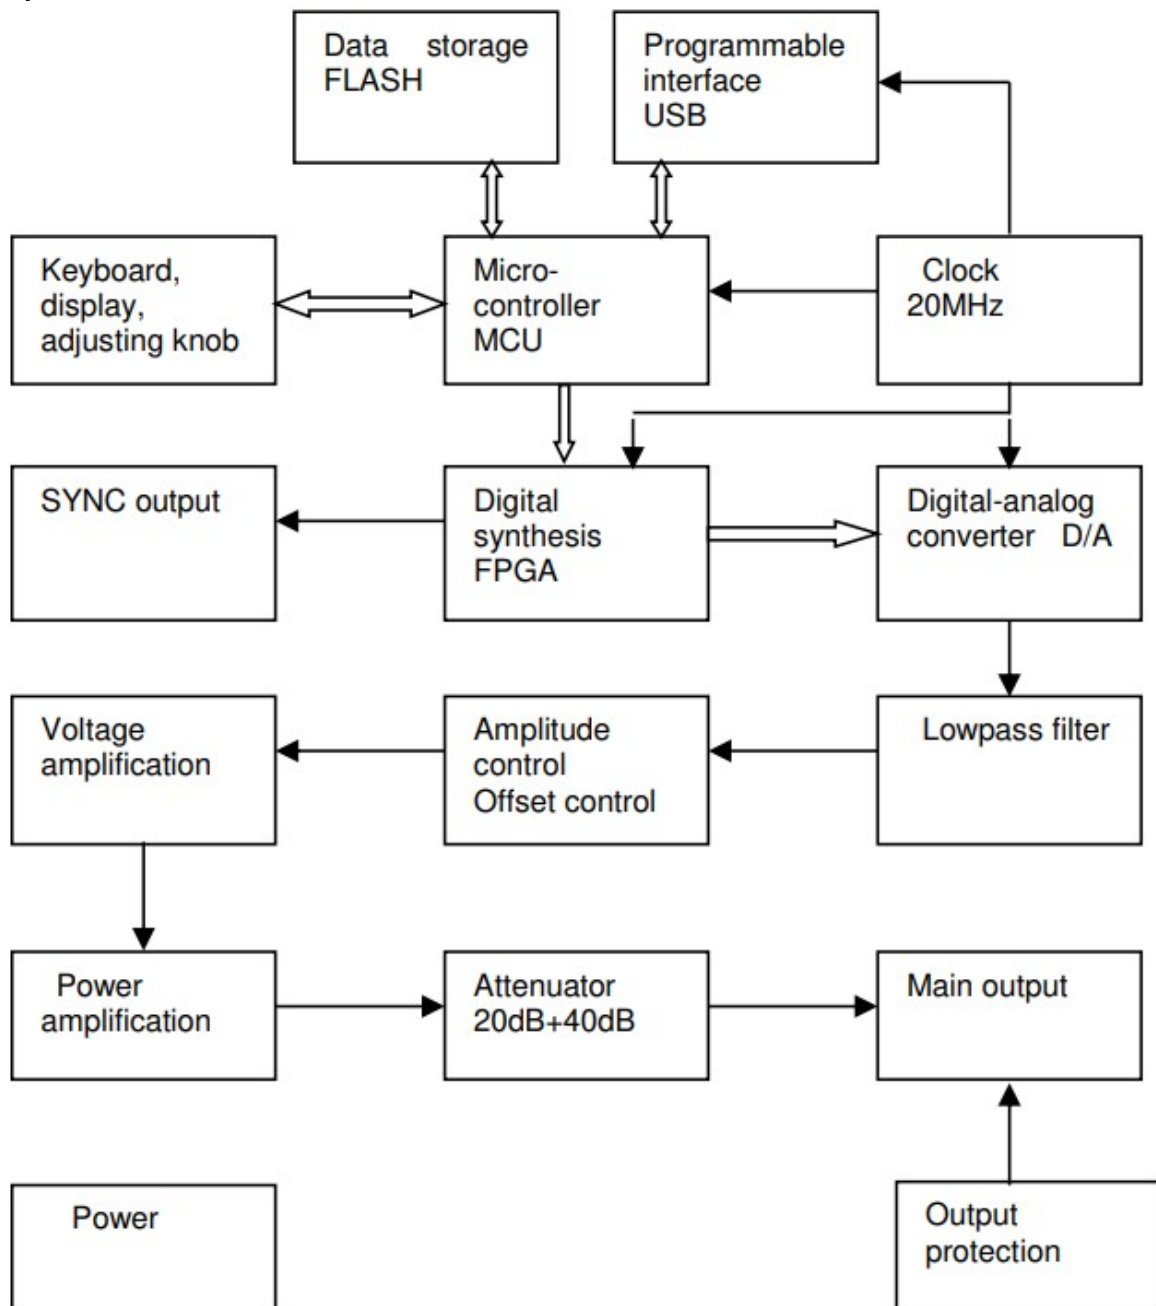 Data storage
FLASH
Programmable
interface
USB
Keyboard,
display,
adjusting knob
Micro-
controller
MCU
Clock
20MHz
SYNC output
Digital
synthesis
FPGA
Digital-analog
converter D/A
Voltage
amplification
Amplitude
control
Offset control
Lowpass filter
Power
amplification
Attenuator
20dB+40dB
Main output
Power
Output
protection